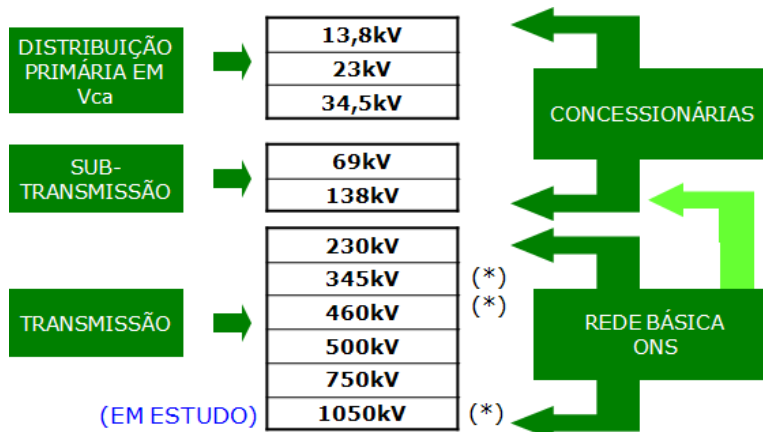 DISTRIBUIÇÃO
PRIMÁRIA EM
Vca
13,8kV
23kV
34,5kV
CONCESSIONÁRIAS
SUB-
TRANSMISSÃO
69kV
138kV
TRANSMISSÃO
230kV
345kV (*)
460kV (*)
500kV
750kV
(EM ESTUDO) 1050kV (*)
REDE BÁSICA
ONS